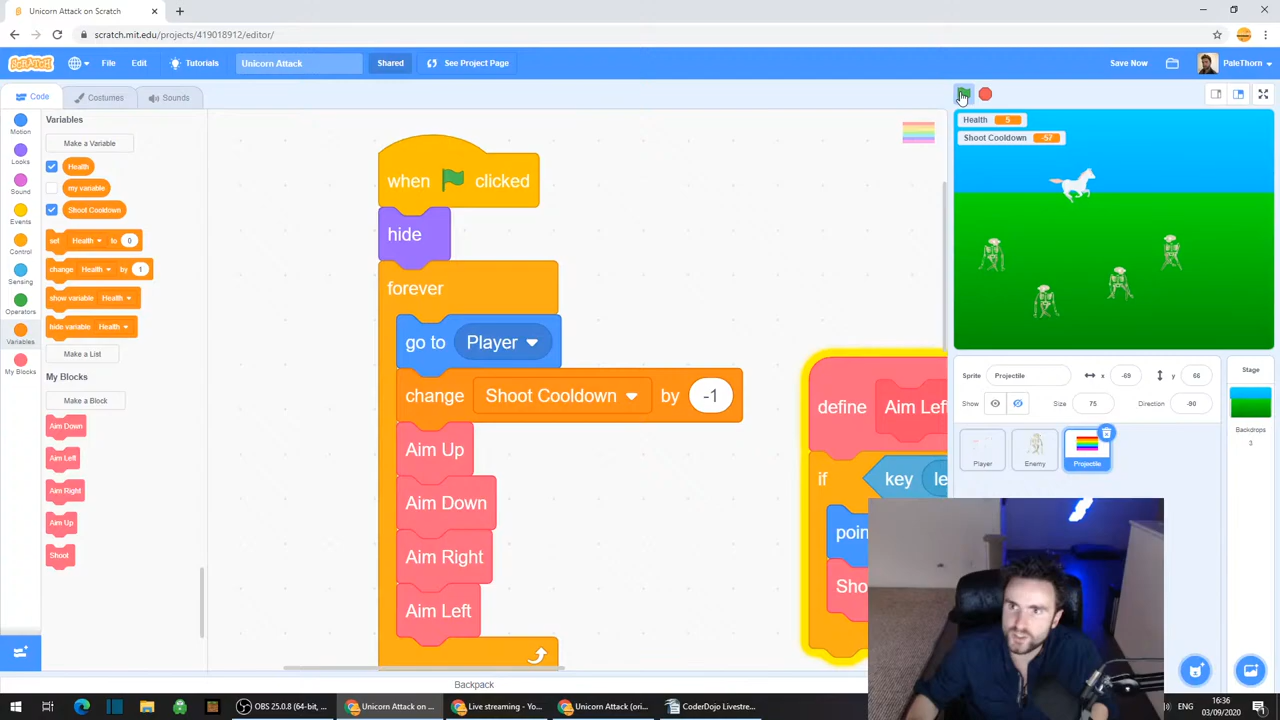 Unicorn Attack on Scratch
scratch.mit.edu/projects/419018912/editor/
SCRATCH
File
Edit
Tutorials
Unicorn Attack
Shared
See Project Page
Save Now
PaleThorn
Code
Costumes
Sounds
Motion
Looks
Sound
Events
Control
Sensing
Operators
Variables
My Blocks
Variables
Make a Variable
Health
my variable
Shoot Cooldown
set Health to 0
change Health by 1
show variable Health
hide variable Health
Make a List
My Blocks
Make a Block
Aim Down
Aim Left
Aim Right
Aim Up
Shoot
when clicked
hide
forever
go to Player
change Shoot Cooldown by -1
Aim Up
Aim Down
Aim Right
Aim Left
define Aim Lef
if key le
poin
Sho
Health 5
Shoot Cooldown -57
Sprite Projectile x -69 y 66
Show Size 75 Direction -90
Player
Enemy
Projectile
Stage
Backdrops
3
Backpack
OBS 25.0.8 (64-bit, ...
Unicorn Attack on ...
Live streaming - Yo...
Unicorn Attack (ori...
CoderDojo Livestre...
16:36
03/09/2020